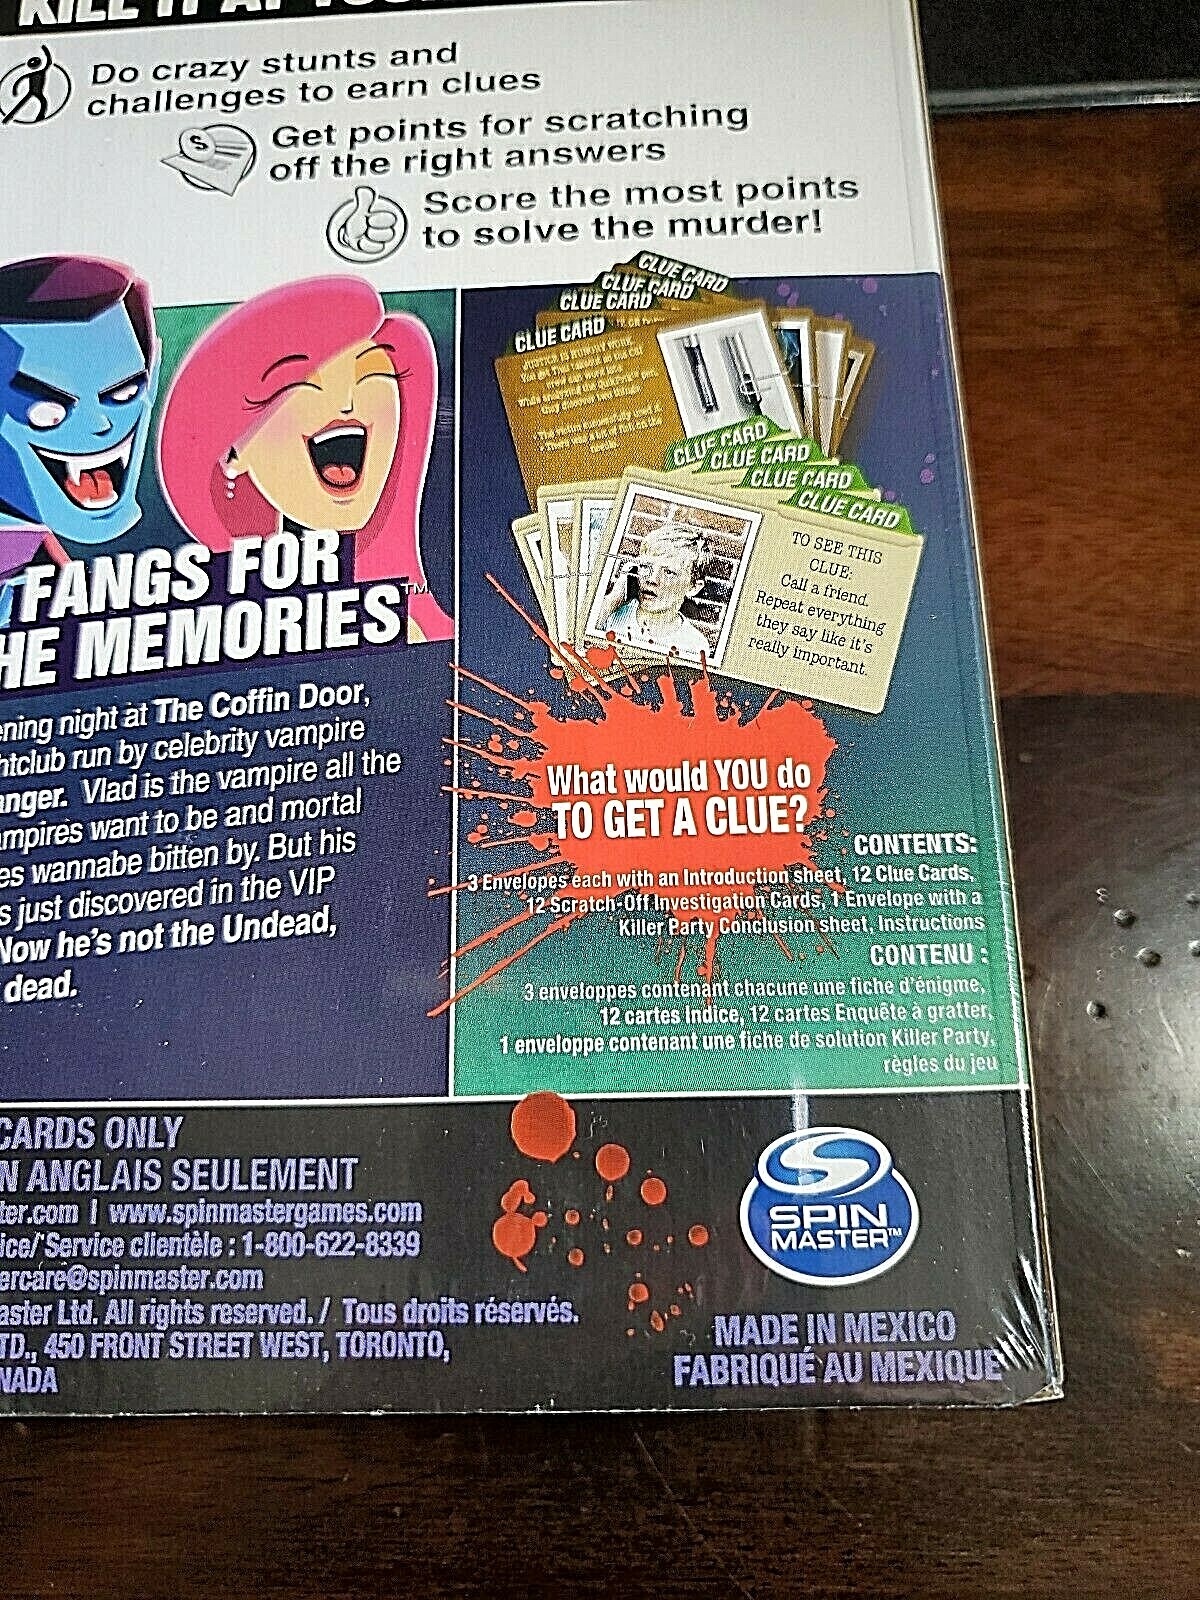 KILL IT AT YOUR
Do crazy stunts and
challenges to earn clues
$
Get points for scratching
off the right answers
Score the most points
to solve the murder!
CLUE CARD
CLUE CARD
CLUE CARD
CLUE CARD
CLUE CARD
CLUE CARD
CLUE CARD
CLUE CARD
TO SEE THIS
CLUE:
Call a friend.
Repeat everything
they say like it's
really important.
FANGS FOR
HE MEMORIES™
ening night at The Coffin Door,
htclub run by celebrity vampire
anger. Vlad is the vampire all the
ampires want to be and mortal
es wannabe bitten by. But his
s just discovered in the VIP
Now he's not the Undead,
dead.
What would YOU do
TO GET A CLUE?
CONTENTS:
3 Envelopes each with an Introduction sheet, 12 Clue Cards,
12 Scratch-Off Investigation Cards, 1 Envelope with a
Killer Party Conclusion sheet, Instructions
CONTENU :
3 enveloppes contenant chacune une fiche d'énigme,
12 cartes Indice, 12 cartes Enquête à gratter,
1 enveloppe contenant une fiche de solution Killer Party,
règles du jeu
CARDS ONLY
N ANGLAIS SEULEMENT
ter.com | www.spinmastergames.com
ice/Service clientèle : 1-800-622-8339
ercare@spinmaster.com
aster Ltd. All rights reserved. / Tous droits réservés.
TD., 450 FRONT STREET WEST, TORONTO,
NADA
SPIN
MASTER™
MADE IN MEXICO
FABRIQUÉ AU MEXIQUE